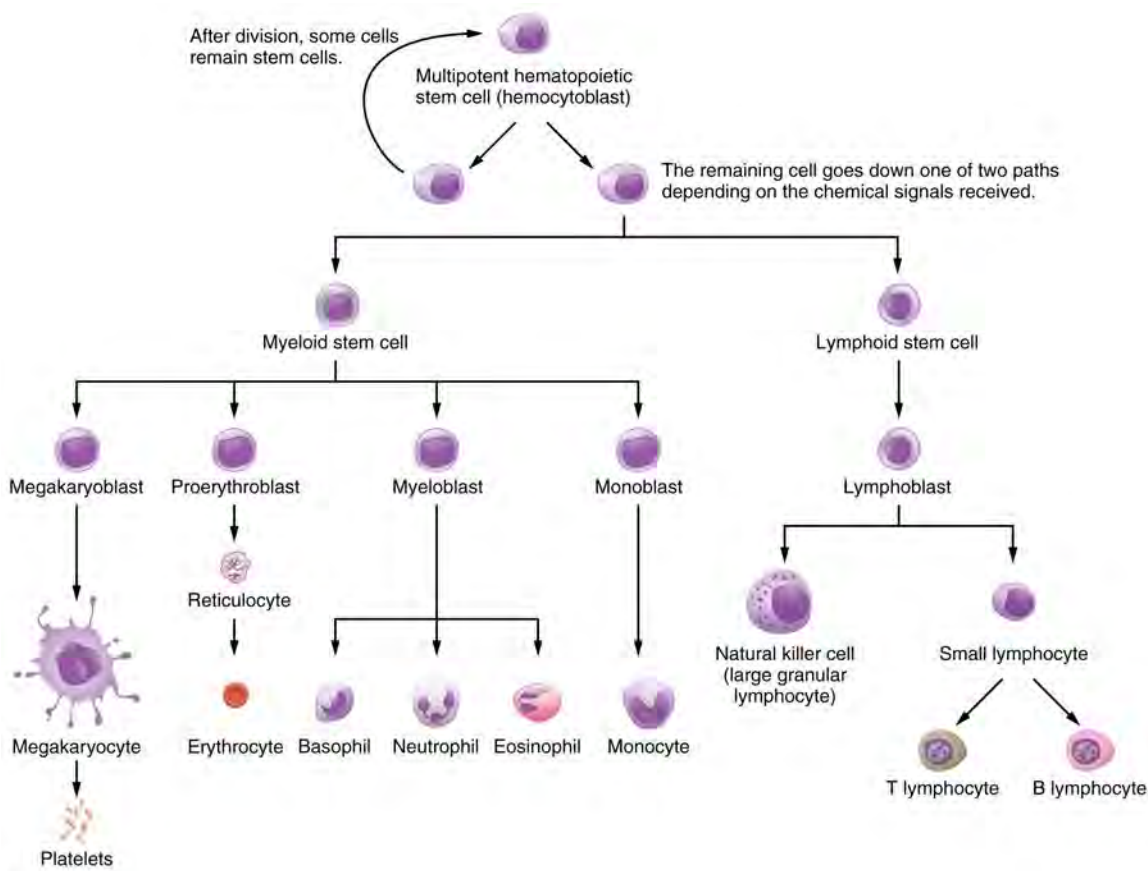 After division, some cells
remain stem cells.
Multipotent hematopoietic
stem cell (hemocytoblast)
The remaining cell goes down one of two paths
depending on the chemical signals received.
Myeloid stem cell
Lymphoid stem cell
Megakaryoblast
Proerythroblast
Myeloblast
Monoblast
Lymphoblast
Reticulocyte
Natural killer cell
(large granular
lymphocyte)
Small lymphocyte
Megakaryocyte
Erythrocyte
Basophil
Neutrophil
Eosinophil
Monocyte
T lymphocyte
B lymphocyte
Platelets